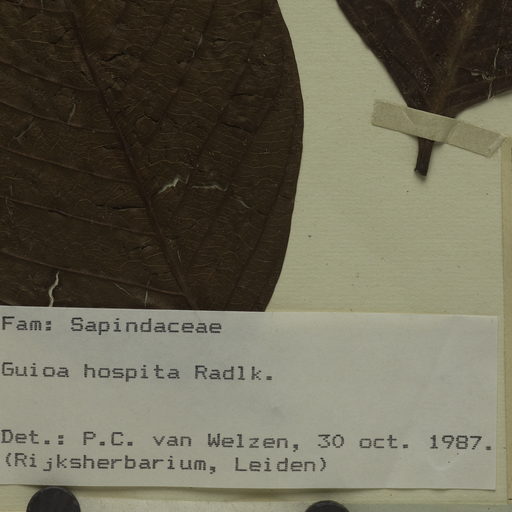 Fam: Sapindaceae
Guioa hospita Radlk.
Det.: P.C. van Welzen, 30 oct. 1987.
(Rijksherbarium, Leiden)